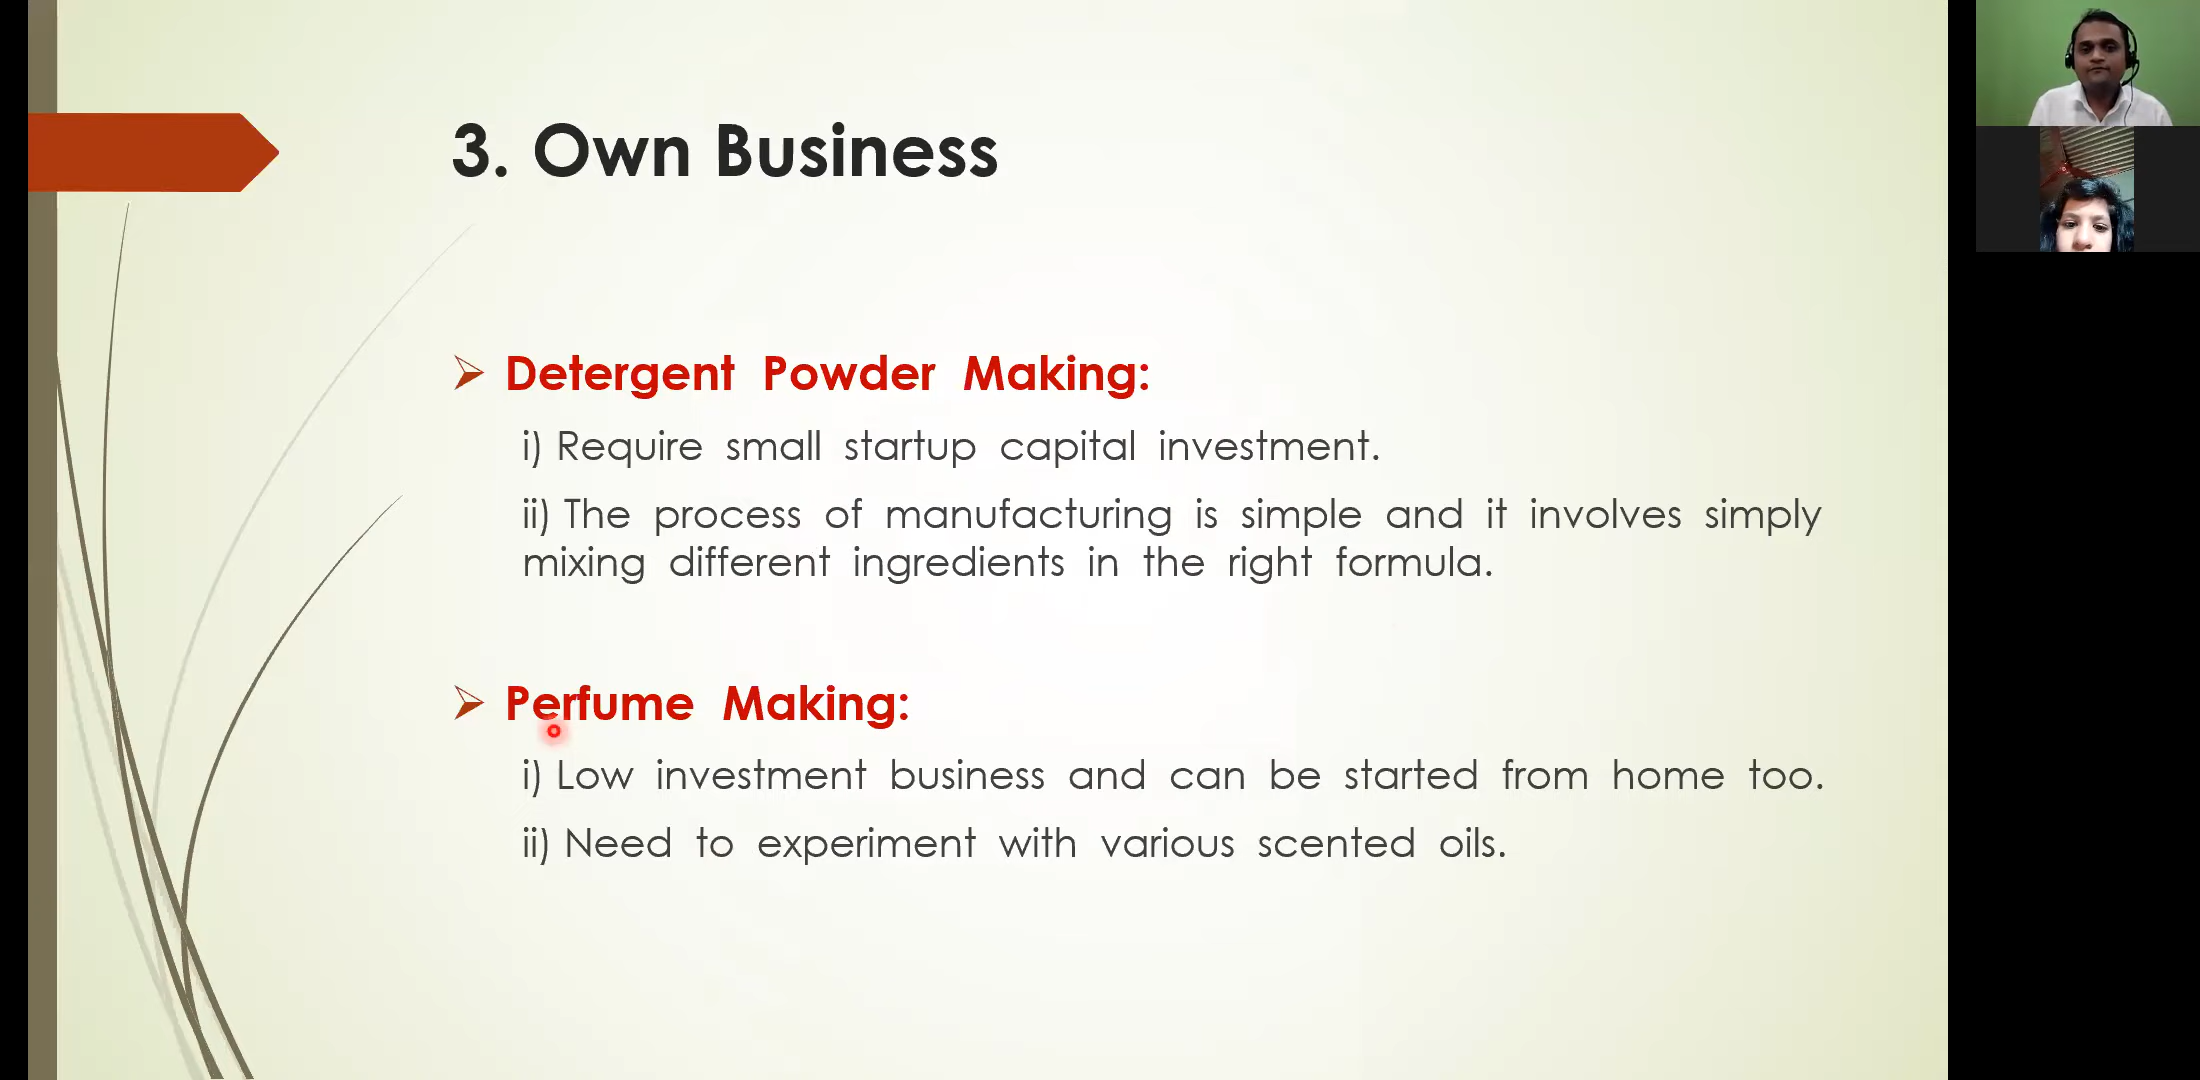 3. Own Business
Detergent Powder Making:
i) Require small startup capital investment.
ii) The process of manufacturing is simple and it involves simply
mixing different ingredients in the right formula.
Perfume Making:
i) Low investment business and can be started from home too.
ii) Need to experiment with various scented oils.